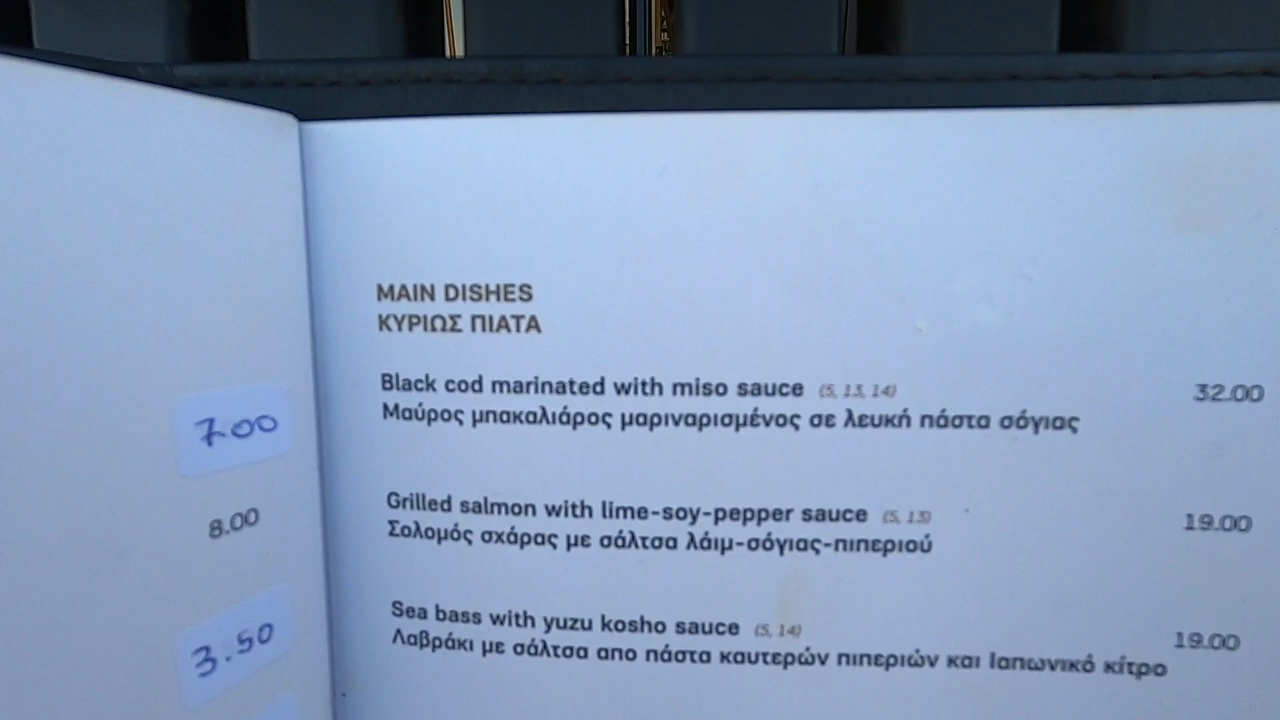 7.00
8.00
3.50
MAIN DISHES
ΚΥΡΙΩΣ ΠΙΑΤΑ
Black cod marinated with miso sauce (5, 13, 14) 32.00
Μαύρος μπακαλιάρος μαριναρισμένος σε λευκή πάστα σόγιας
Grilled salmon with lime-soy-pepper sauce (5, 13) 19.00
Σολομός σχάρας με σάλτσα λάιμ-σόγιας-πιπεριού
Sea bass with yuzu kosho sauce (5, 14) 19.00
Λαβράκι με σάλτσα απο πάστα καυτερών πιπεριών και Ιαπωνικό κίτρο